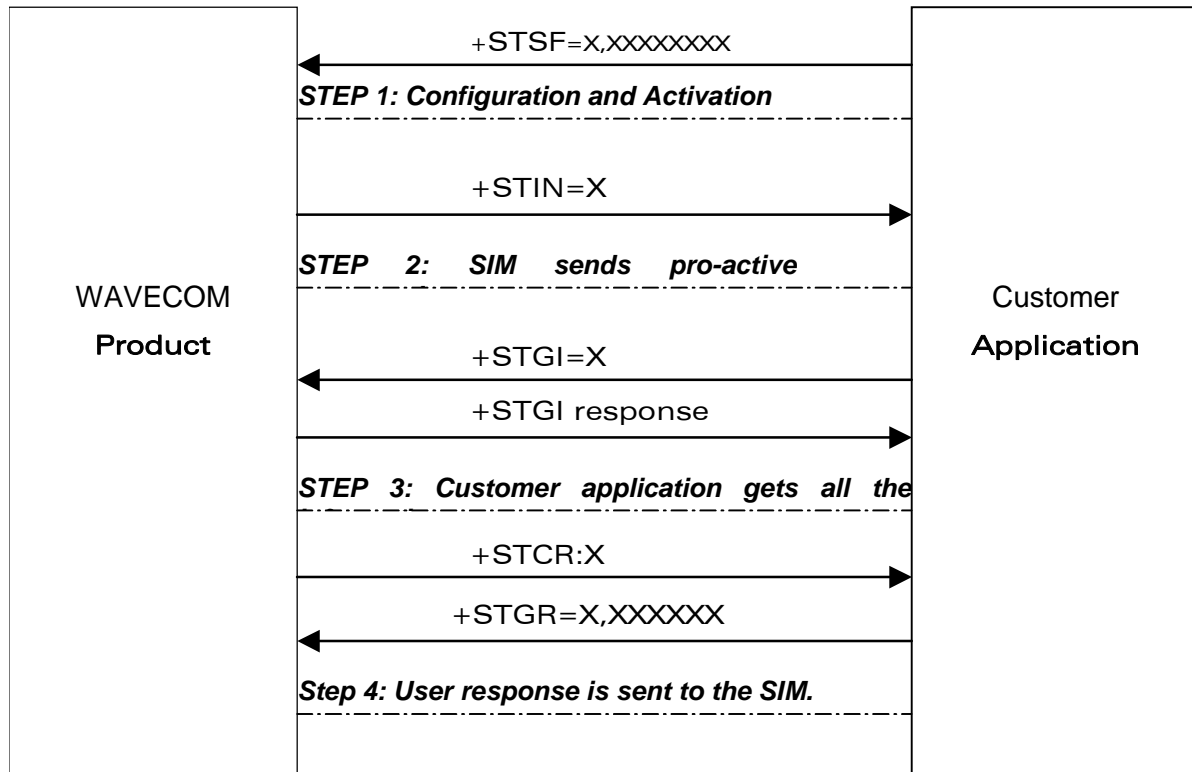 +STSF=X,XXXXXXXX
STEP 1: Configuration and Activation
+STIN=X
STEP 2: SIM sends pro-active
WAVECOM
Product
Customer
Application
+STGI=X
+STGI response
STEP 3: Customer application gets all the
+STCR:X
+STGR=X,XXXXXX
Step 4: User response is sent to the SIM.